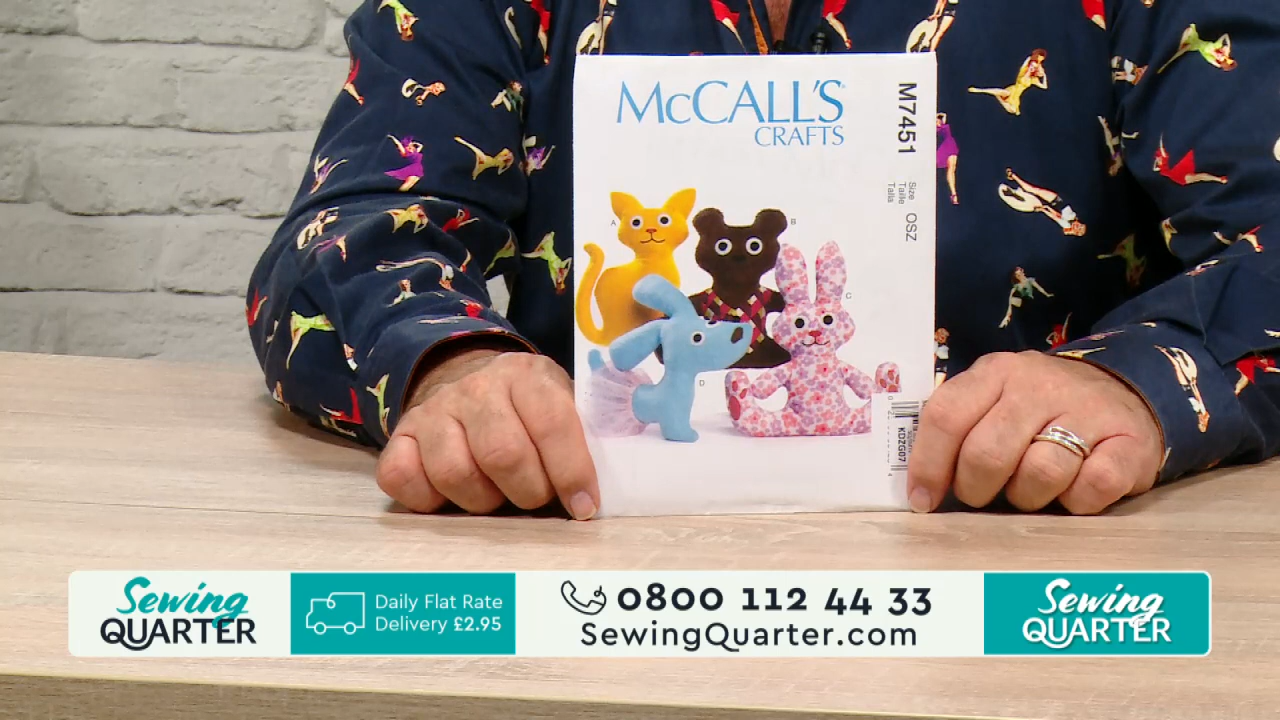 McCALL'S
CRAFTS
M7451
Size
Taille
Talla
OSZ
A
B
C
D
KDZG07
Sewing
QUARTER
Daily Flat Rate
Delivery £2.95
0800 112 44 33
SewingQuarter.com
Sewing
QUARTER